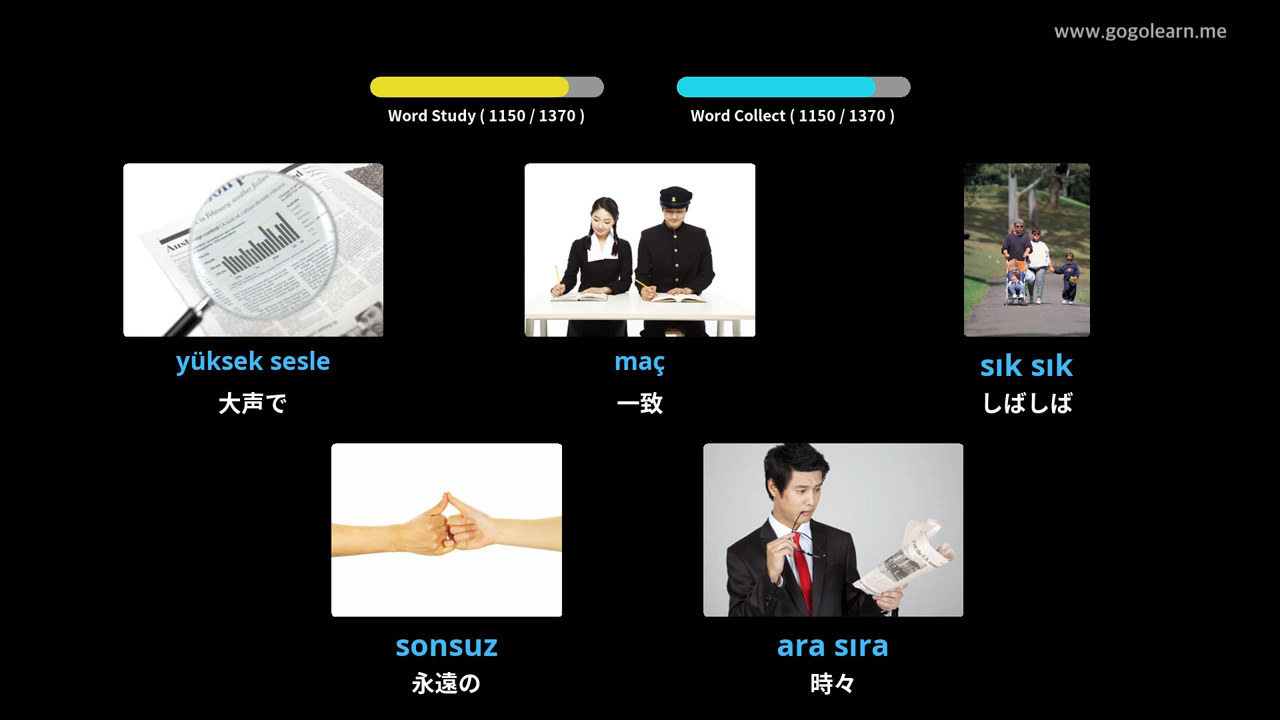 www.gogolearn.me
Word Study ( 1150 / 1370 )
Word Collect ( 1150 / 1370 )
yüksek sesle
大声で
maç
一致
sık sık
しばしば
sonsuz
永遠の
ara sıra
時々